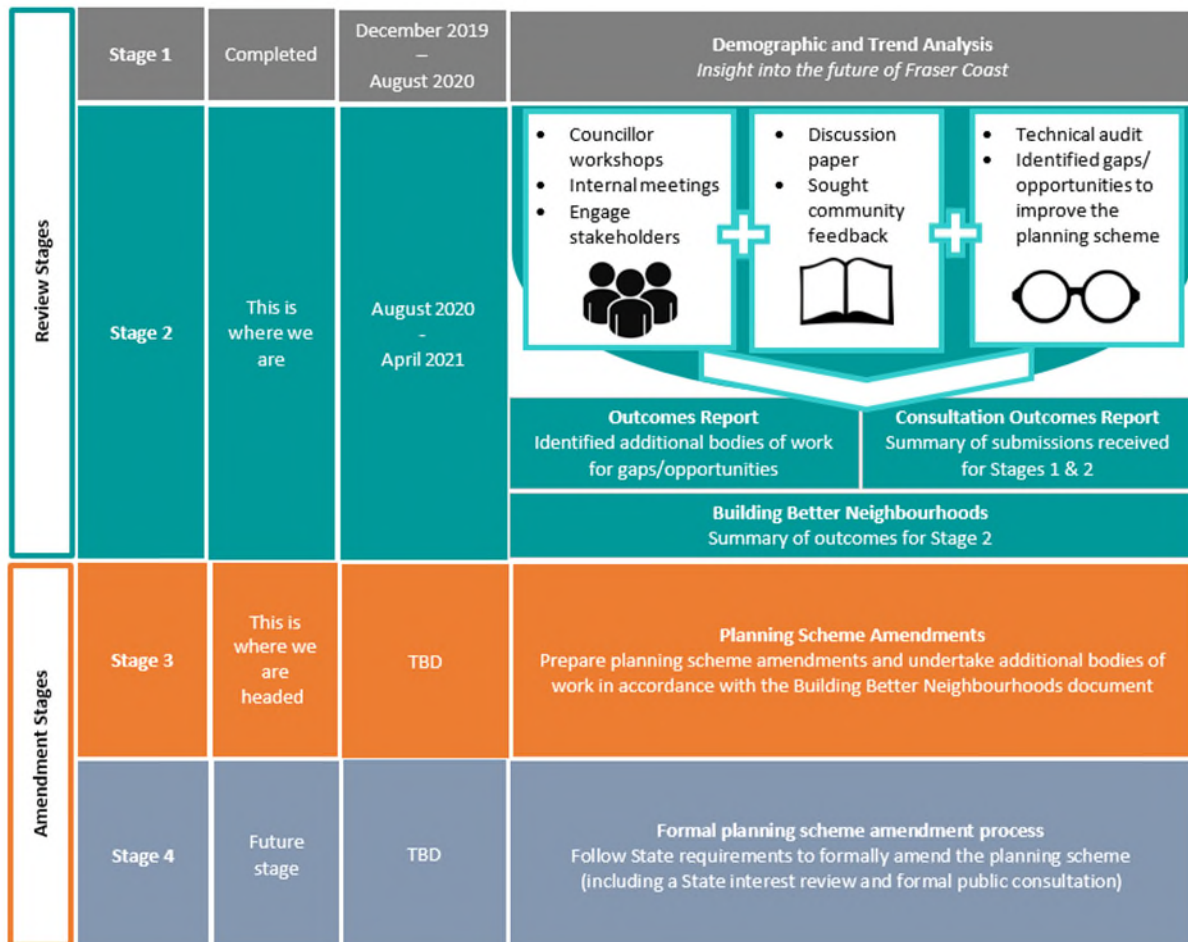 Review Stages
Stage 1
Completed
December 2019
–
August 2020
Demographic and Trend Analysis
Insight into the future of Fraser Coast
Stage 2
This is
where we
are
August 2020
-
April 2021
• Councillor
workshops
• Internal meetings
• Engage
stakeholders
• Discussion
paper
• Sought
community
feedback
• Technical audit
• Identified gaps/
opportunities to
improve the
planning scheme
Outcomes Report
Identified additional bodies of work
for gaps/opportunities
Consultation Outcomes Report
Summary of submissions received
for Stages 1 & 2
Building Better Neighbourhoods
Summary of outcomes for Stage 2
Amendment Stages
Stage 3
This is
where we
are
headed
TBD
Planning Scheme Amendments
Prepare planning scheme amendments and undertake additional bodies of
work in accordance with the Building Better Neighbourhoods document
Stage 4
Future
stage
TBD
Formal planning scheme amendment process
Follow State requirements to formally amend the planning scheme
(including a State interest review and formal public consultation)